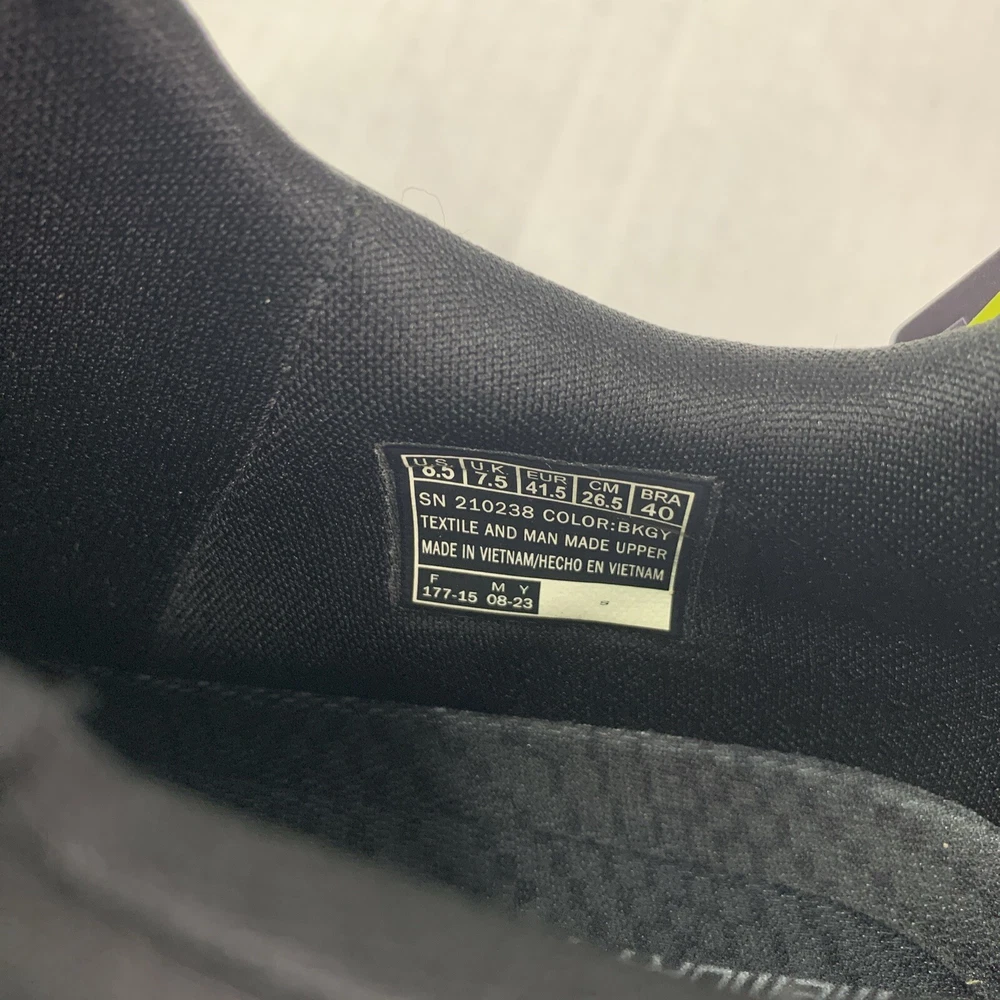 U.S. U.K EUR CM BRA
8.5 7.5 41.5 26.5 40
SN 210238 COLOR:BKGY
TEXTILE AND MAN MADE UPPER
MADE IN VIETNAM/HECHO EN VIETNAM
F M Y
177-15 08-23